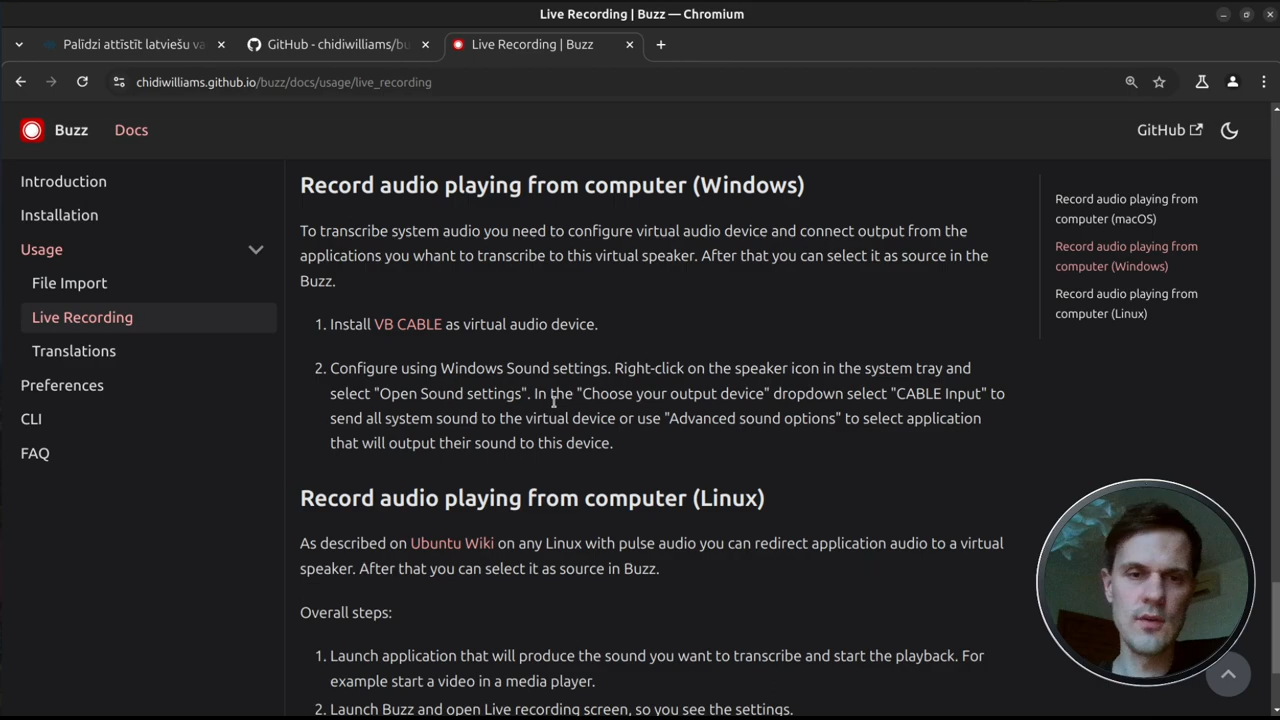 Live Recording | Buzz — Chromium
Palīdzi attīstīt latviešu va
GitHub - chidiwilliams/bu
Live Recording | Buzz
chidiwilliams.github.io/buzz/docs/usage/live_recording
Buzz
Docs
GitHub
Introduction
Installation
Usage
File Import
Live Recording
Translations
Preferences
CLI
FAQ
Record audio playing from computer (Windows)
To transcribe system audio you need to configure virtual audio device and connect output from the
applications you whant to transcribe to this virtual speaker. After that you can select it as source in the
Buzz.
1. Install VB CABLE as virtual audio device.
2. Configure using Windows Sound settings. Right-click on the speaker icon in the system tray and
select "Open Sound settings". In the "Choose your output device" dropdown select "CABLE Input" to
send all system sound to the virtual device or use "Advanced sound options" to select application
that will output their sound to this device.
Record audio playing from computer (Linux)
As described on Ubuntu Wiki on any Linux with pulse audio you can redirect application audio to a virtual
speaker. After that you can select it as source in Buzz.
Overall steps:
1. Launch application that will produce the sound you want to transcribe and start the playback. For
example start a video in a media player.
2. Launch Buzz and open Live recording screen, so you see the settings.
Record audio playing from
computer (macOS)
Record audio playing from
computer (Windows)
Record audio playing from
computer (Linux)